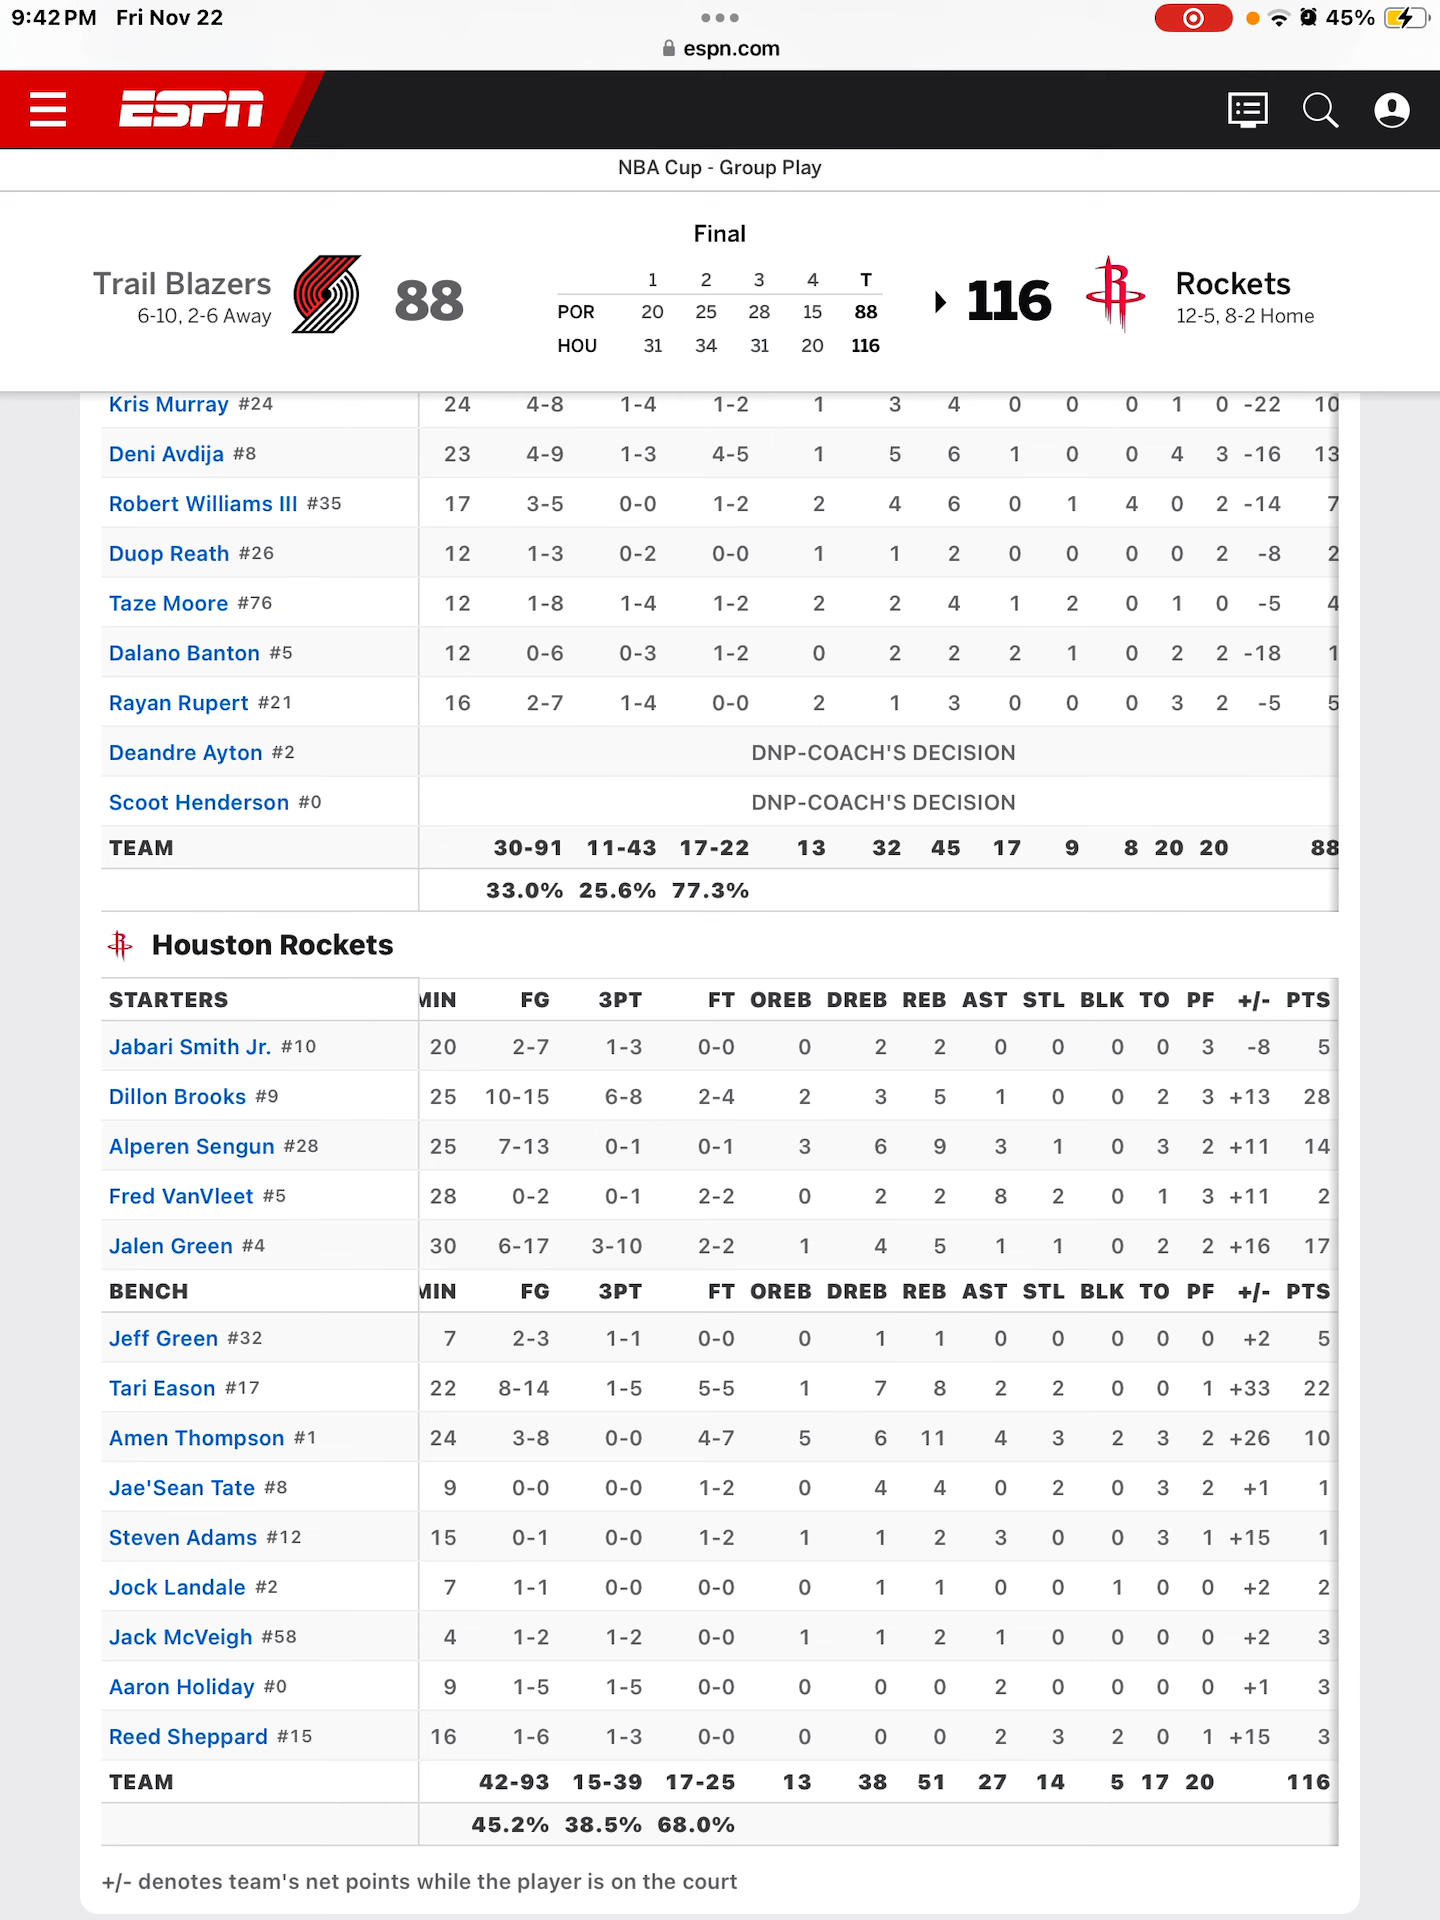 9:42 PM Fri Nov 22
45%
espn.com
ESPN
NBA Cup - Group Play
Final
Trail Blazers
6-10, 2-6 Away
88
1 2 3 4 T
POR 20 25 28 15 88
HOU 31 34 31 20 116
116
Rockets
12-5, 8-2 Home
Kris Murray #24 24 4-8 1-4 1-2 1 3 4 0 0 0 1 0 -22 10
Deni Avdija #8 23 4-9 1-3 4-5 1 5 6 1 0 0 4 3 -16 13
Robert Williams III #35 17 3-5 0-0 1-2 2 4 6 0 1 4 0 2 -14 7
Duop Reath #26 12 1-3 0-2 0-0 1 1 2 0 0 0 0 2 -8 2
Taze Moore #76 12 1-8 1-4 1-2 2 2 4 1 2 0 1 0 -5 4
Dalano Banton #5 12 0-6 0-3 1-2 0 2 2 2 1 0 2 2 -18 1
Rayan Rupert #21 16 2-7 1-4 0-0 2 1 3 0 0 0 3 2 -5 5
Deandre Ayton #2 DNP-COACH'S DECISION
Scoot Henderson #0 DNP-COACH'S DECISION
TEAM 30-91 11-43 17-22 13 32 45 17 9 8 20 20 88
33.0% 25.6% 77.3%
Houston Rockets
STARTERS MIN FG 3PT FT OREB DREB REB AST STL BLK TO PF +/- PTS
Jabari Smith Jr. #10 20 2-7 1-3 0-0 0 2 2 0 0 0 0 3 -8 5
Dillon Brooks #9 25 10-15 6-8 2-4 2 3 5 1 0 0 2 3 +13 28
Alperen Sengun #28 25 7-13 0-1 0-1 3 6 9 3 1 0 3 2 +11 14
Fred VanVleet #5 28 0-2 0-1 2-2 0 2 2 8 2 0 1 3 +11 2
Jalen Green #4 30 6-17 3-10 2-2 1 4 5 1 1 0 2 2 +16 17
BENCH MIN FG 3PT FT OREB DREB REB AST STL BLK TO PF +/- PTS
Jeff Green #32 7 2-3 1-1 0-0 0 1 1 0 0 0 0 0 +2 5
Tari Eason #17 22 8-14 1-5 5-5 1 7 8 2 2 0 0 1 +33 22
Amen Thompson #1 24 3-8 0-0 4-7 5 6 11 4 3 2 3 2 +26 10
Jae'Sean Tate #8 9 0-0 0-0 1-2 0 4 4 0 2 0 3 2 +1 1
Steven Adams #12 15 0-1 0-0 1-2 1 1 2 3 0 0 3 1 +15 1
Jock Landale #2 7 1-1 0-0 0-0 0 1 1 0 0 1 0 0 +2 2
Jack McVeigh #58 4 1-2 1-2 0-0 1 1 2 1 0 0 0 0 +2 3
Aaron Holiday #0 9 1-5 1-5 0-0 0 0 0 2 0 0 0 0 +1 3
Reed Sheppard #15 16 1-6 1-3 0-0 0 0 0 2 3 2 0 1 +15 3
TEAM 42-93 15-39 17-25 13 38 51 27 14 5 17 20 116
45.2% 38.5% 68.0%
+/- denotes team's net points while the player is on the court